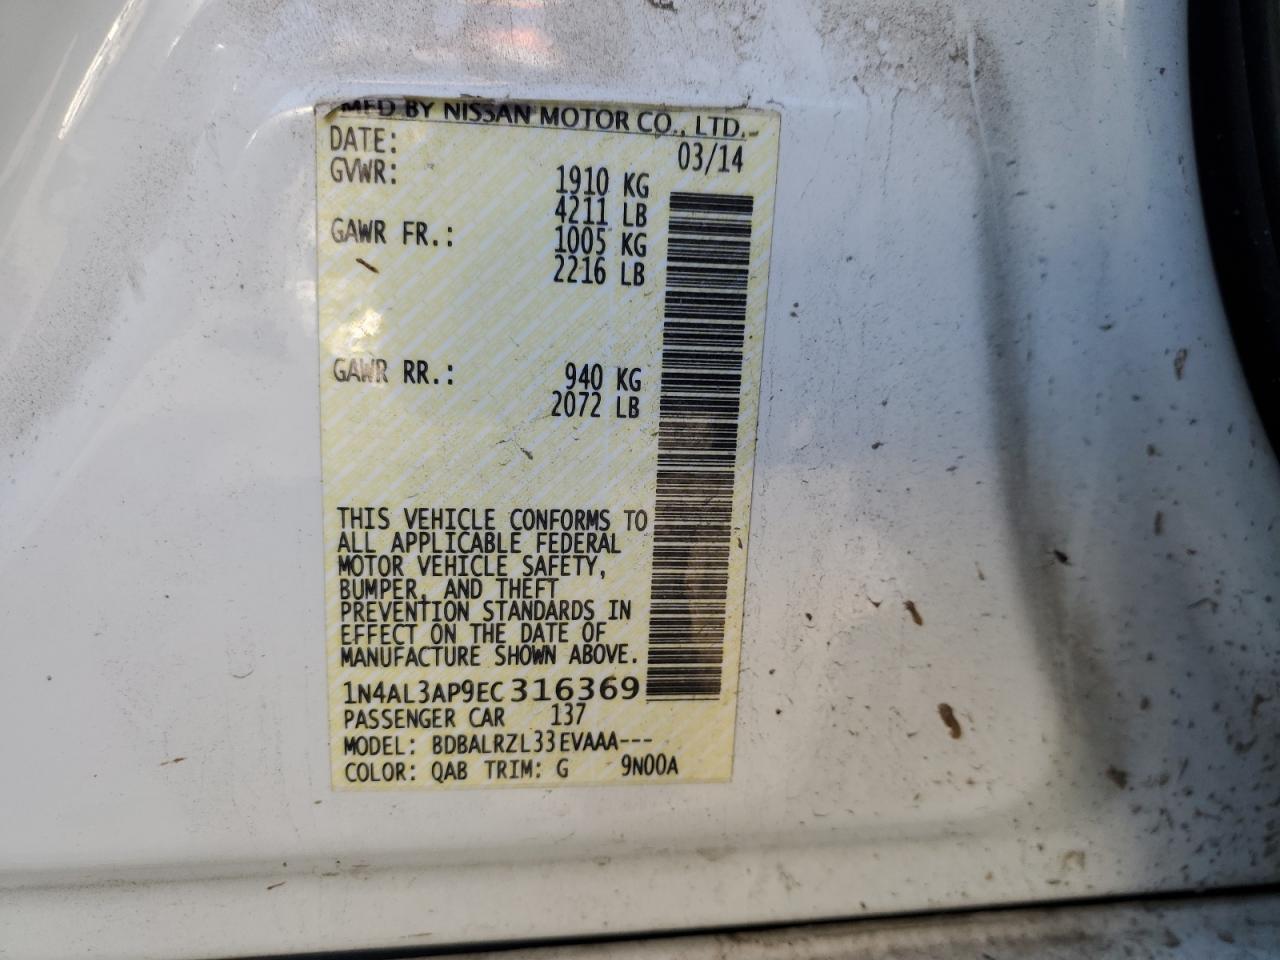 MFD BY NISSAN MOTOR CO., LTD.
DATE: 03/14
GVWR: 1910 KG
4211 LB
GAWR FR.: 1005 KG
2216 LB
GAWR RR.: 940 KG
2072 LB
THIS VEHICLE CONFORMS TO
ALL APPLICABLE FEDERAL
MOTOR VEHICLE SAFETY,
BUMPER, AND THEFT
PREVENTION STANDARDS IN
EFFECT ON THE DATE OF
MANUFACTURE SHOWN ABOVE.
1N4AL3AP9EC316369
PASSENGER CAR 137
MODEL: BDBALRZL33EVAAA---
COLOR: QAB TRIM: G 9N00A